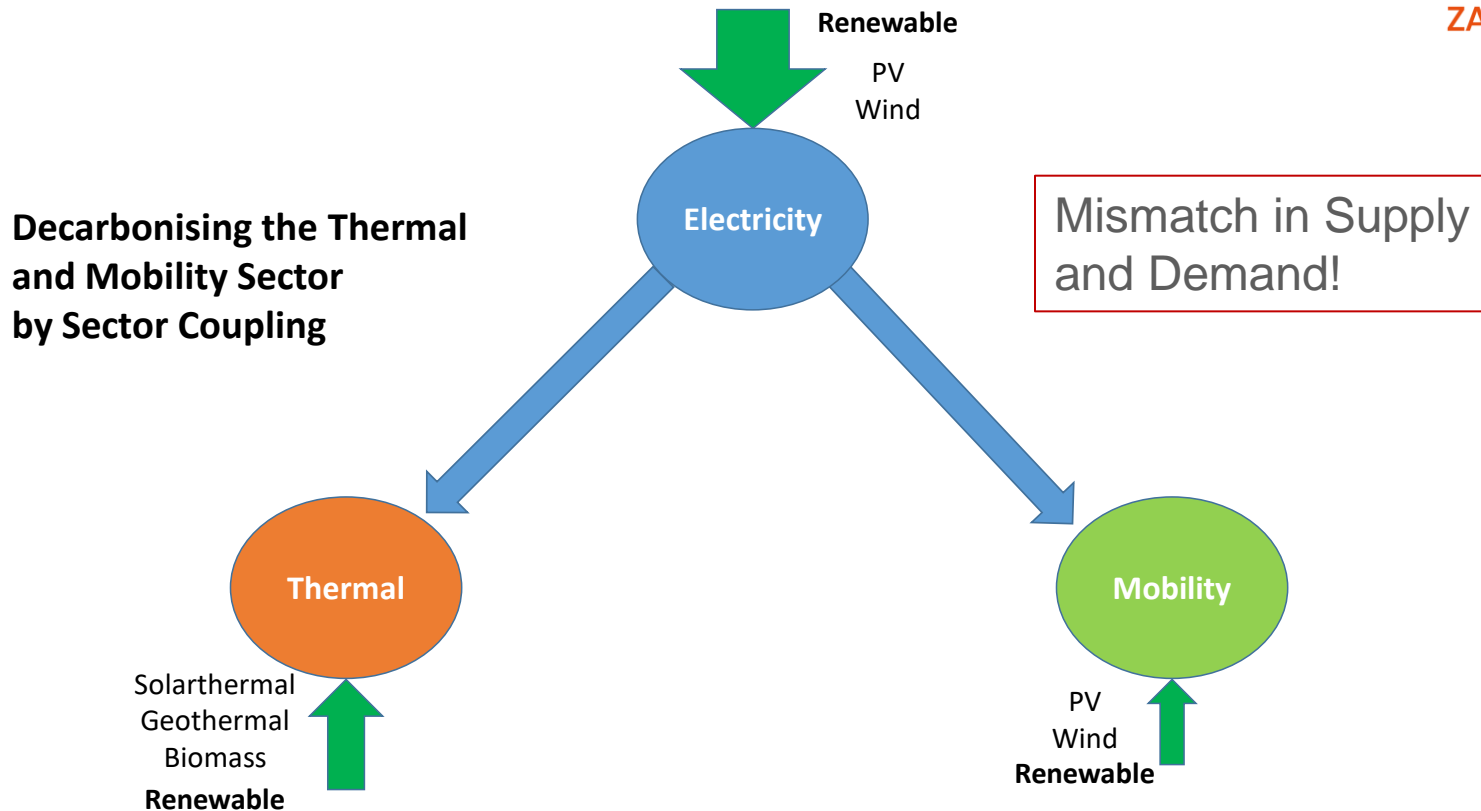 Renewable
ZA
PV
Wind
Electricity
Decarbonising the Thermal
and Mobility Sector
by Sector Coupling
Mismatch in Supply
and Demand!
Thermal
Mobility
Solarthermal
Geothermal
Biomass
Renewable
PV
Wind
Renewable